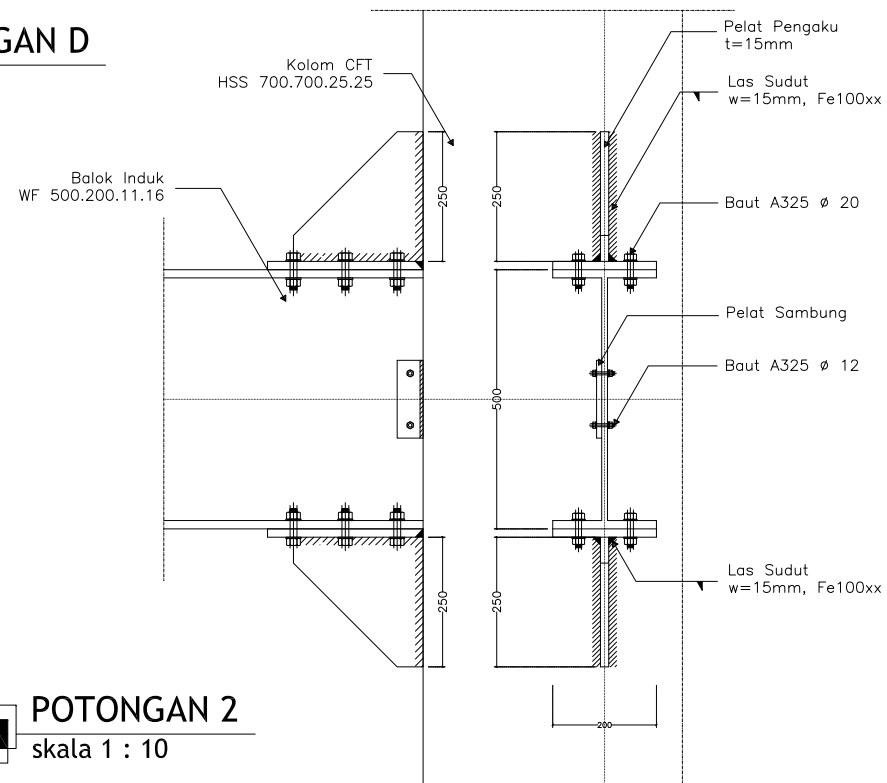 GAN D
Pelat Pengaku
t=15mm
Kolom CFT
HSS 700.700.25.25
Las Sudut
w=15mm, Fe100xx
Balok Induk
WF 500.200.11.16
250
250
Baut A325 ø 20
Pelat Sambung
Baut A325 ø 12
500
Las Sudut
w=15mm, Fe100xx
250
250
200
POTONGAN 2
skala 1 : 10